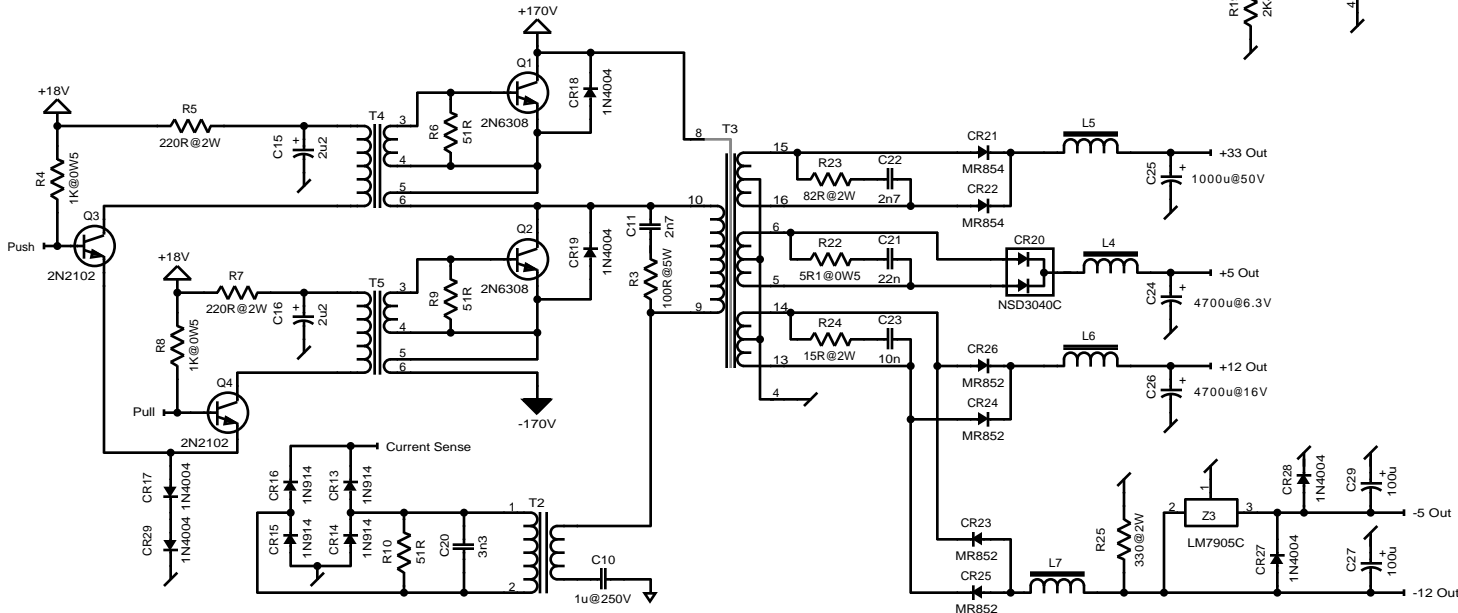 +170V
R1
2K
4
Q1
2N6308
CR18
1N4004
+18V
R5
220R@2W
C15
+
2u2
T4
3
4
5
6
R6
51R
R4
1K@0W5
Q3
Push
2N2102
8
T3
10
9
15
16
6
5
14
13
4
R23
82R@2W
C22
2n7
CR21
MR854
CR22
MR854
L5
+33 Out
C25
+
1000u@50V
+18V
R7
220R@2W
C16
+
2u2
T5
3
4
5
6
R9
51R
Q2
2N6308
CR19
1N4004
C11
2n7
R3
100R@5W
R22
5R1@0W5
C21
22n
CR20
NSD3040C
L4
+5 Out
C24
+
4700u@6.3V
R8
1K@0W5
Q4
Pull
2N2102
-170V
R24
15R@2W
C23
10n
CR26
MR852
CR24
MR852
L6
+12 Out
C26
+
4700u@16V
CR17
1N4004
CR29
1N4004
CR16
1N914
CR13
1N914
Current Sense
CR15
1N914
CR14
1N914
R10
51R
C20
3n3
1
2
T2
C10
1u@250V
CR23
MR852
CR25
MR852
L7
R25
330@2W
1
2
3
Z3
LM7905C
CR28
1N4004
C29
+
100u
-5 Out
CR27
1N4004
C27
+
100u
-12 Out